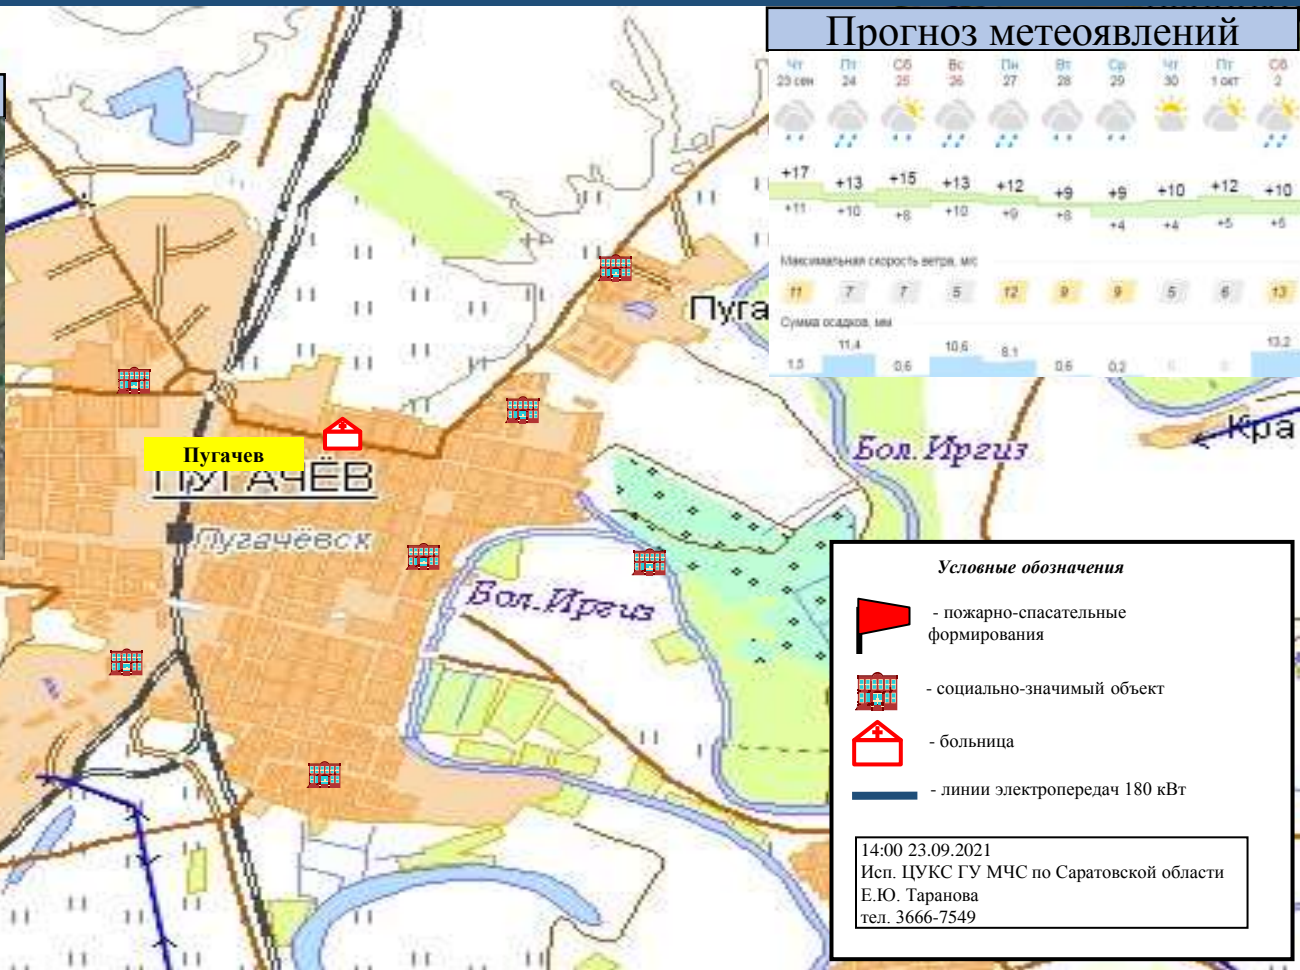 Прогноз метеоявлений
Чт Пт Сб Вс Пн Вт Ср Чт Пт Сб
23 сен 24 25 26 27 28 29 30 1 окт 2
+17 +13 +15 +13 +12 +9 +9 +10 +12 +10
+11 +10 +8 +10 +9 +8 +4 +4 +5
Максимальная скорость ветра, м/с
11 7 7 5 12 9 9 5 6 13
Сумма осадков, мм
11,4 0,6 10,6 8,1 0,6 0,2 0 0 13,2
Пуга
Бол. Иргиз
Кра
Пугачев
ПУГАЧЁВ
Пугачёвск
Бол. Иргиз
Условные обозначения
- пожарно-спасательные
формирования
- социально-значимый объект
- больница
- линии электропередач 180 кВт
14:00 23.09.2021
Исп. ЦУКС ГУ МЧС по Саратовской области
Е.Ю. Таранова
тел. 3666-7549